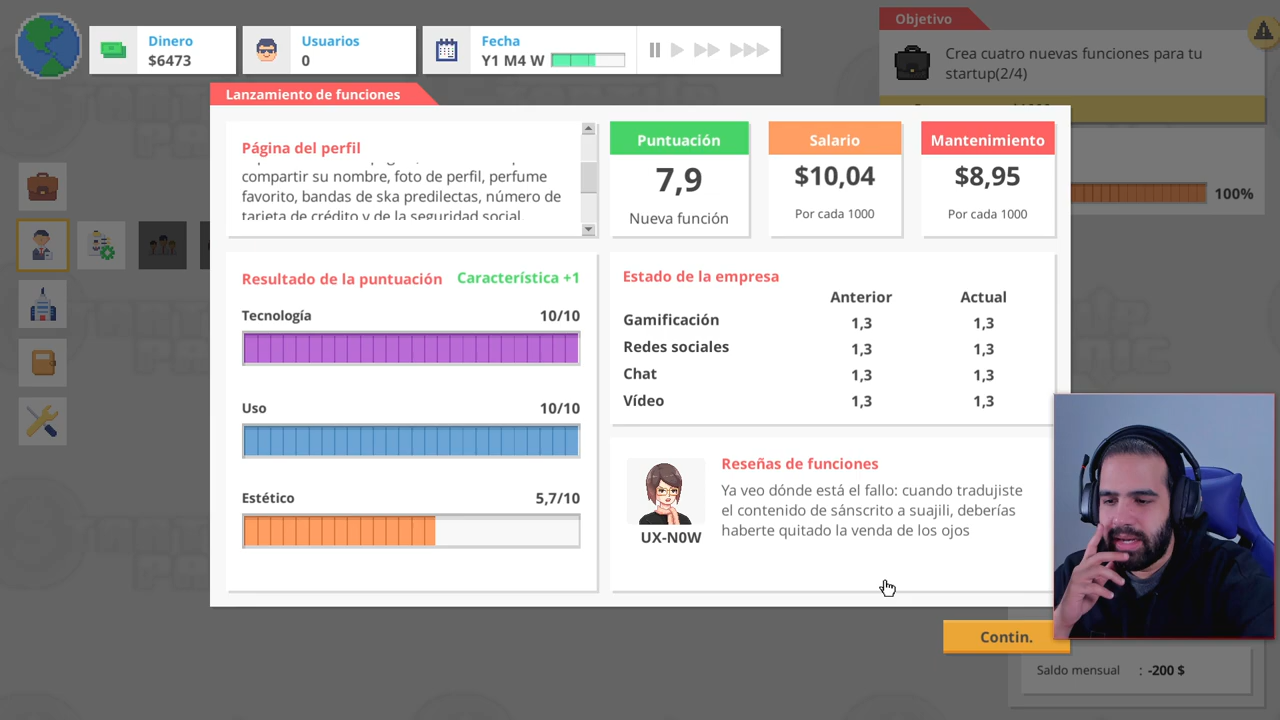 Dinero
$6473
Usuarios
0
Fecha
Y1 M4 W
Objetivo
Crea cuatro nuevas funciones para tu
startup(2/4)
100%
Lanzamiento de funciones
Página del perfil
compartir su nombre, foto de perfil, perfume
favorito, bandas de ska predilectas, número de
tarjeta de crédito y de la seguridad social.
Puntuación
7,9
Nueva función
Salario
$10,04
Por cada 1000
Mantenimiento
$8,95
Por cada 1000
Resultado de la puntuación
Característica +1
Tecnología 10/10
Uso 10/10
Estético 5,7/10
Estado de la empresa
Anterior Actual
Gamificación 1,3 1,3
Redes sociales 1,3 1,3
Chat 1,3 1,3
Vídeo 1,3 1,3
UX-N0W
Reseñas de funciones
Ya veo dónde está el fallo: cuando tradujiste
el contenido de sánscrito a suajili, deberías
haberte quitado la venda de los ojos
Contin.
Saldo mensual : -200 $